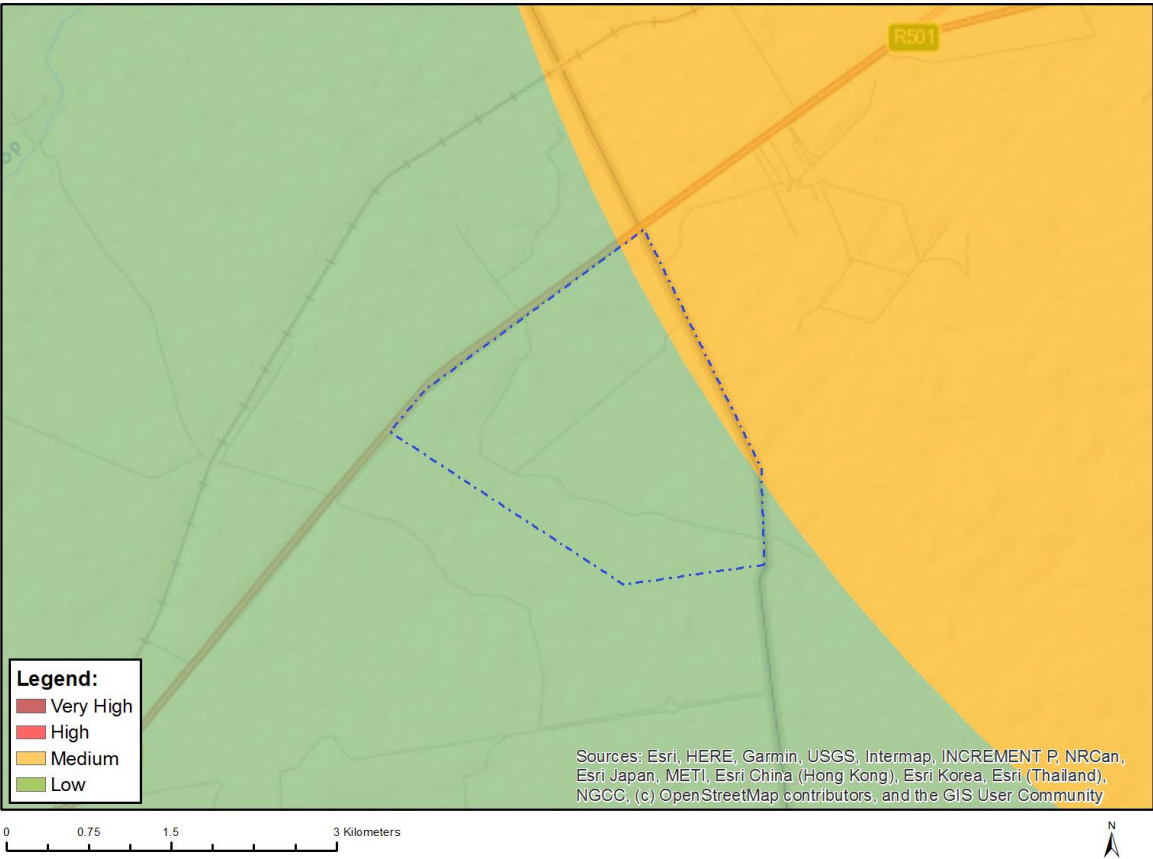 R501
op
Legend:
Very High
High
Medium
Low
Sources: Esri, HERE, Garmin, USGS, Intermap, INCREMENT P, NRCan,
Esri Japan, METI, Esri China (Hong Kong), Esri Korea, Esri (Thailand),
NGCC, (c) OpenStreetMap contributors, and the GIS User Community
0 0.75 1.5 3 Kilometers
N